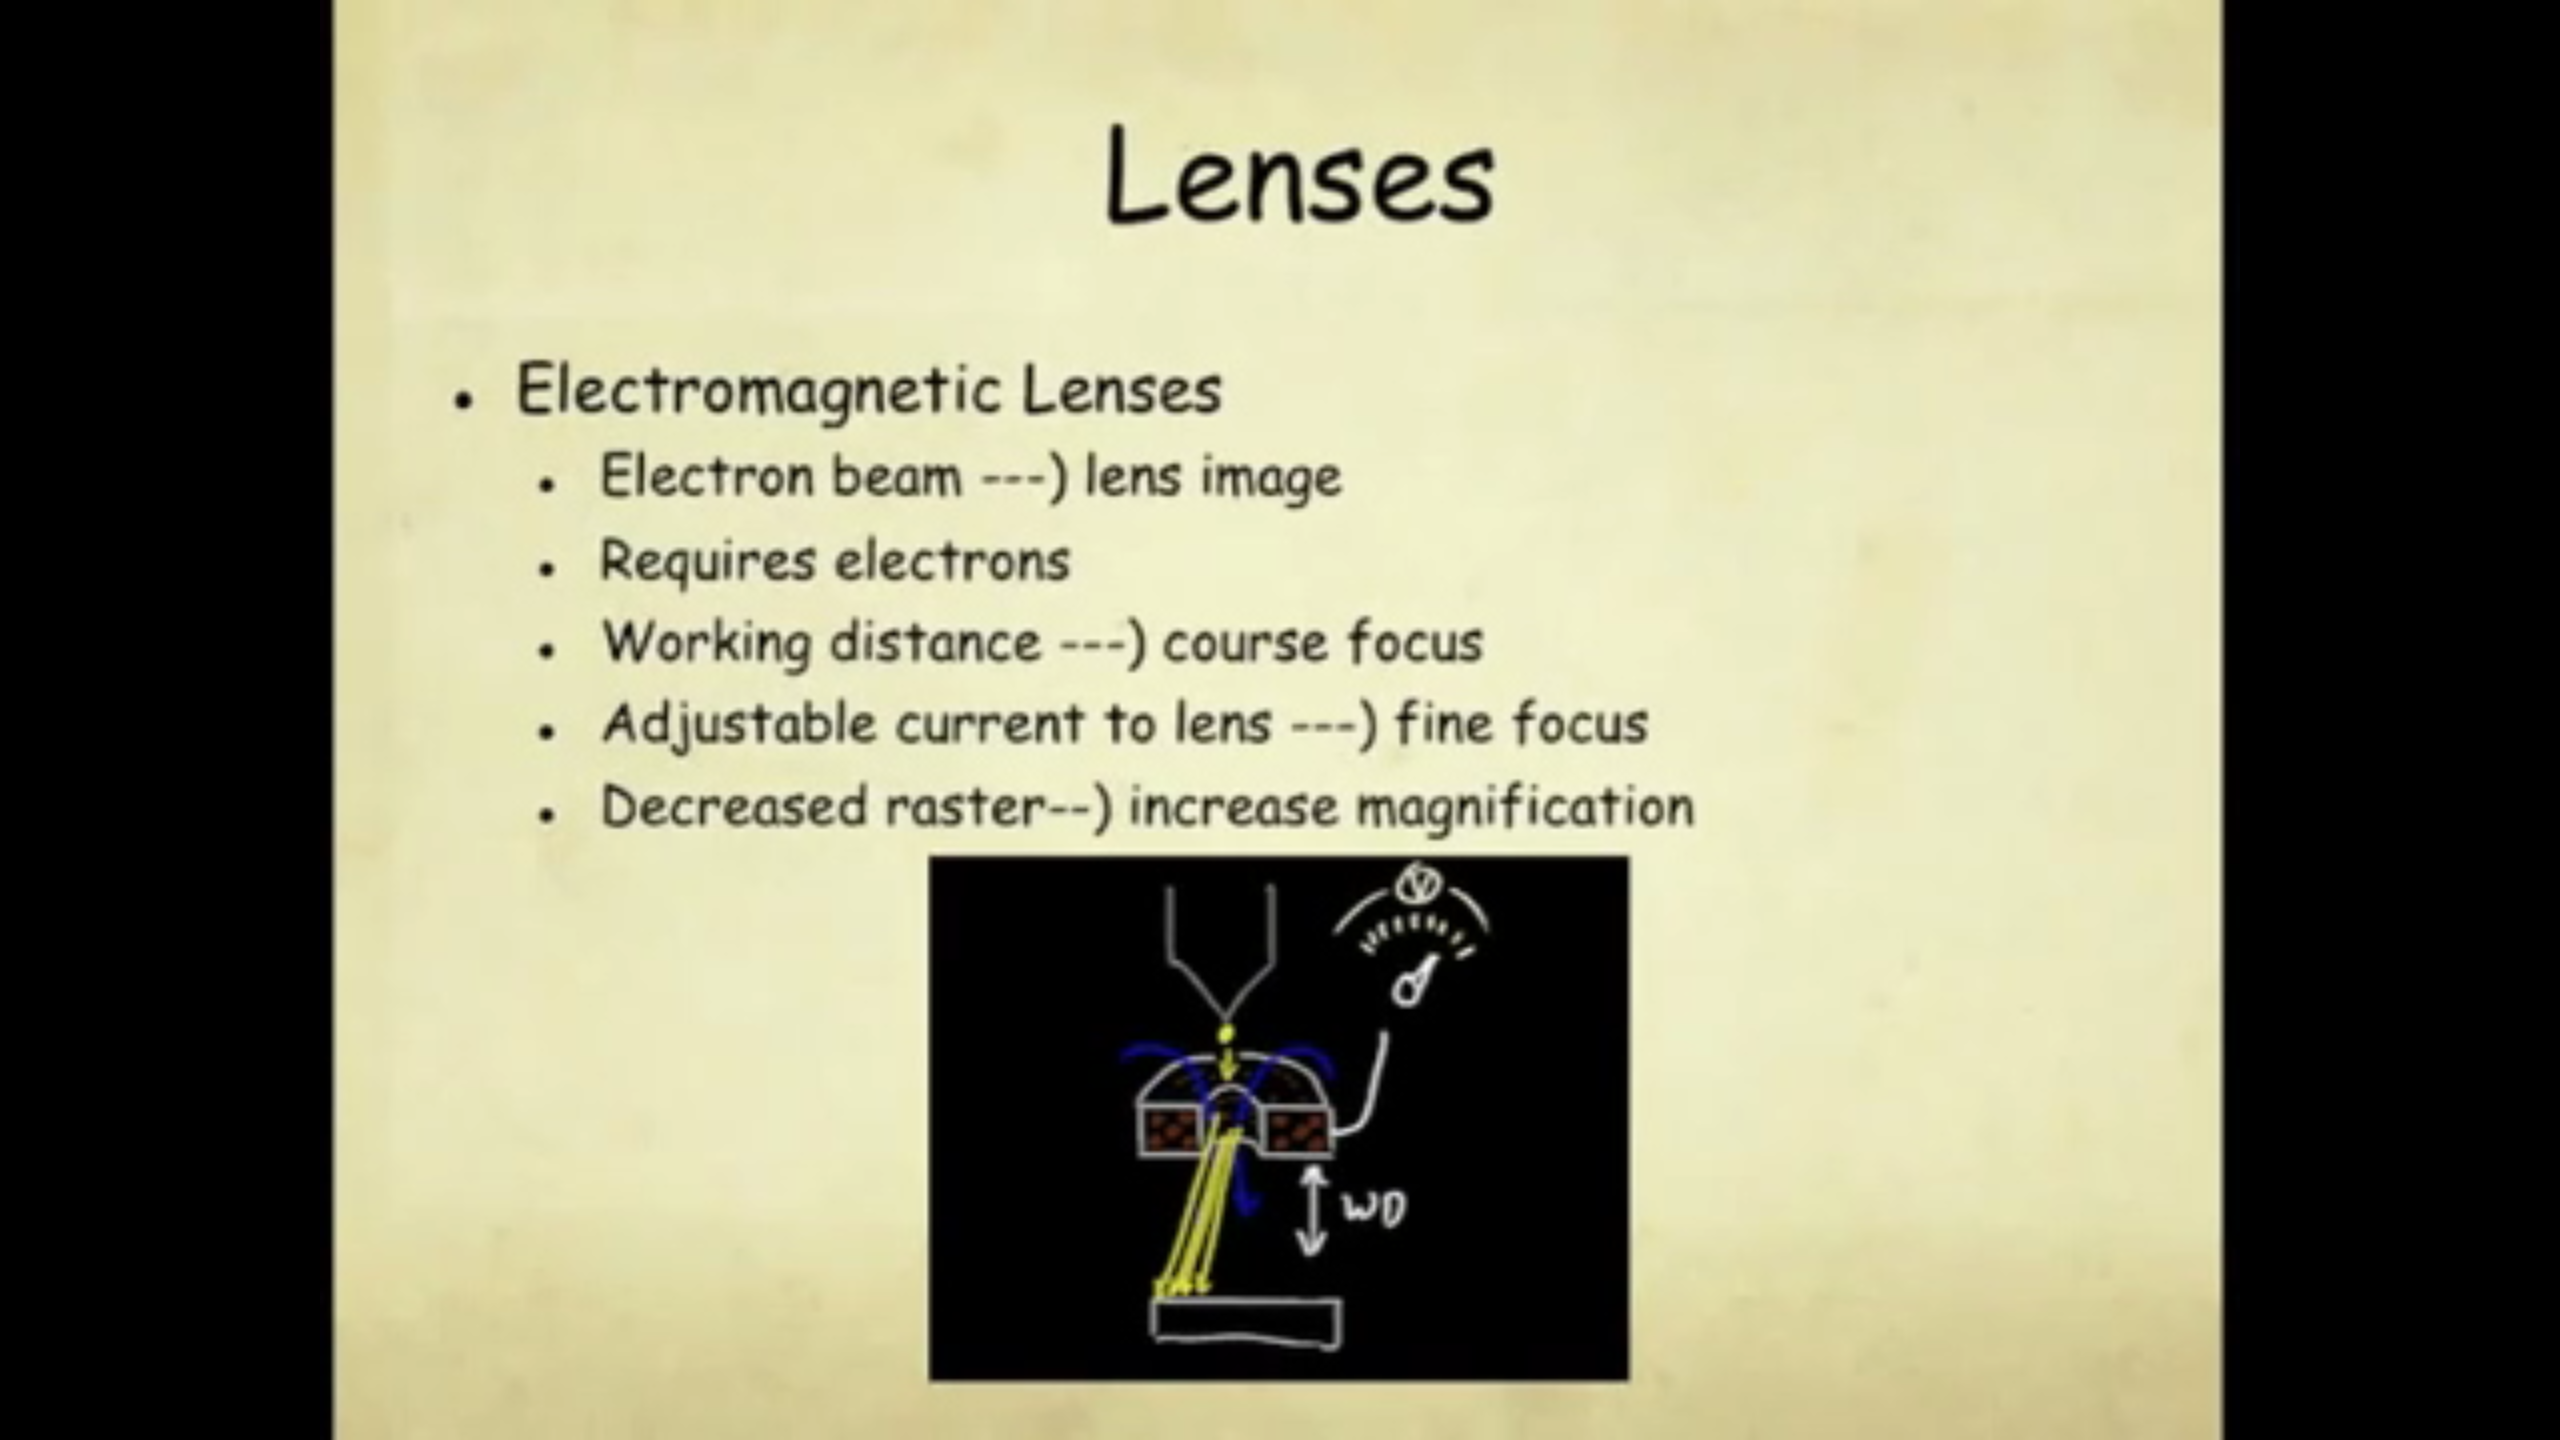 Lenses
• Electromagnetic Lenses
• Electron beam ---) lens image
• Requires electrons
• Working distance ---) course focus
• Adjustable current to lens ---) fine focus
• Decreased raster--) increase magnification
V
WD